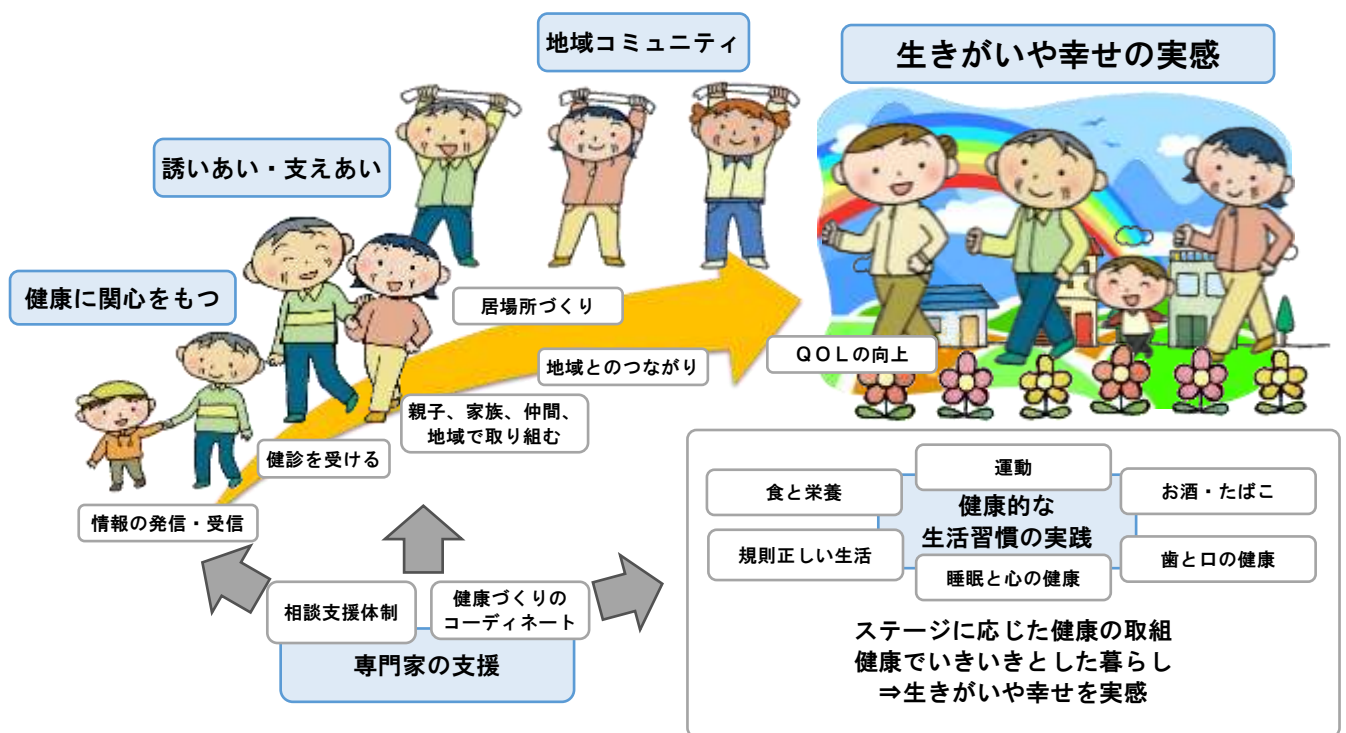 地域コミュニティ
生きがいや幸せの実感
誘いあい・支えあい
健康に関心をもつ
居場所づくり
地域とのつながり
QOLの向上
親子、家族、仲間、
地域で取り組む
健診を受ける
情報の発信・受信
相談支援体制
健康づくりの
コーディネート
専門家の支援
運動
食と栄養
お酒・たばこ
健康的な
生活習慣の実践
規則正しい生活
歯と口の健康
睡眠と心の健康
ステージに応じた健康の取組
健康でいきいきとした暮らし
⇒生きがいや幸せを実感